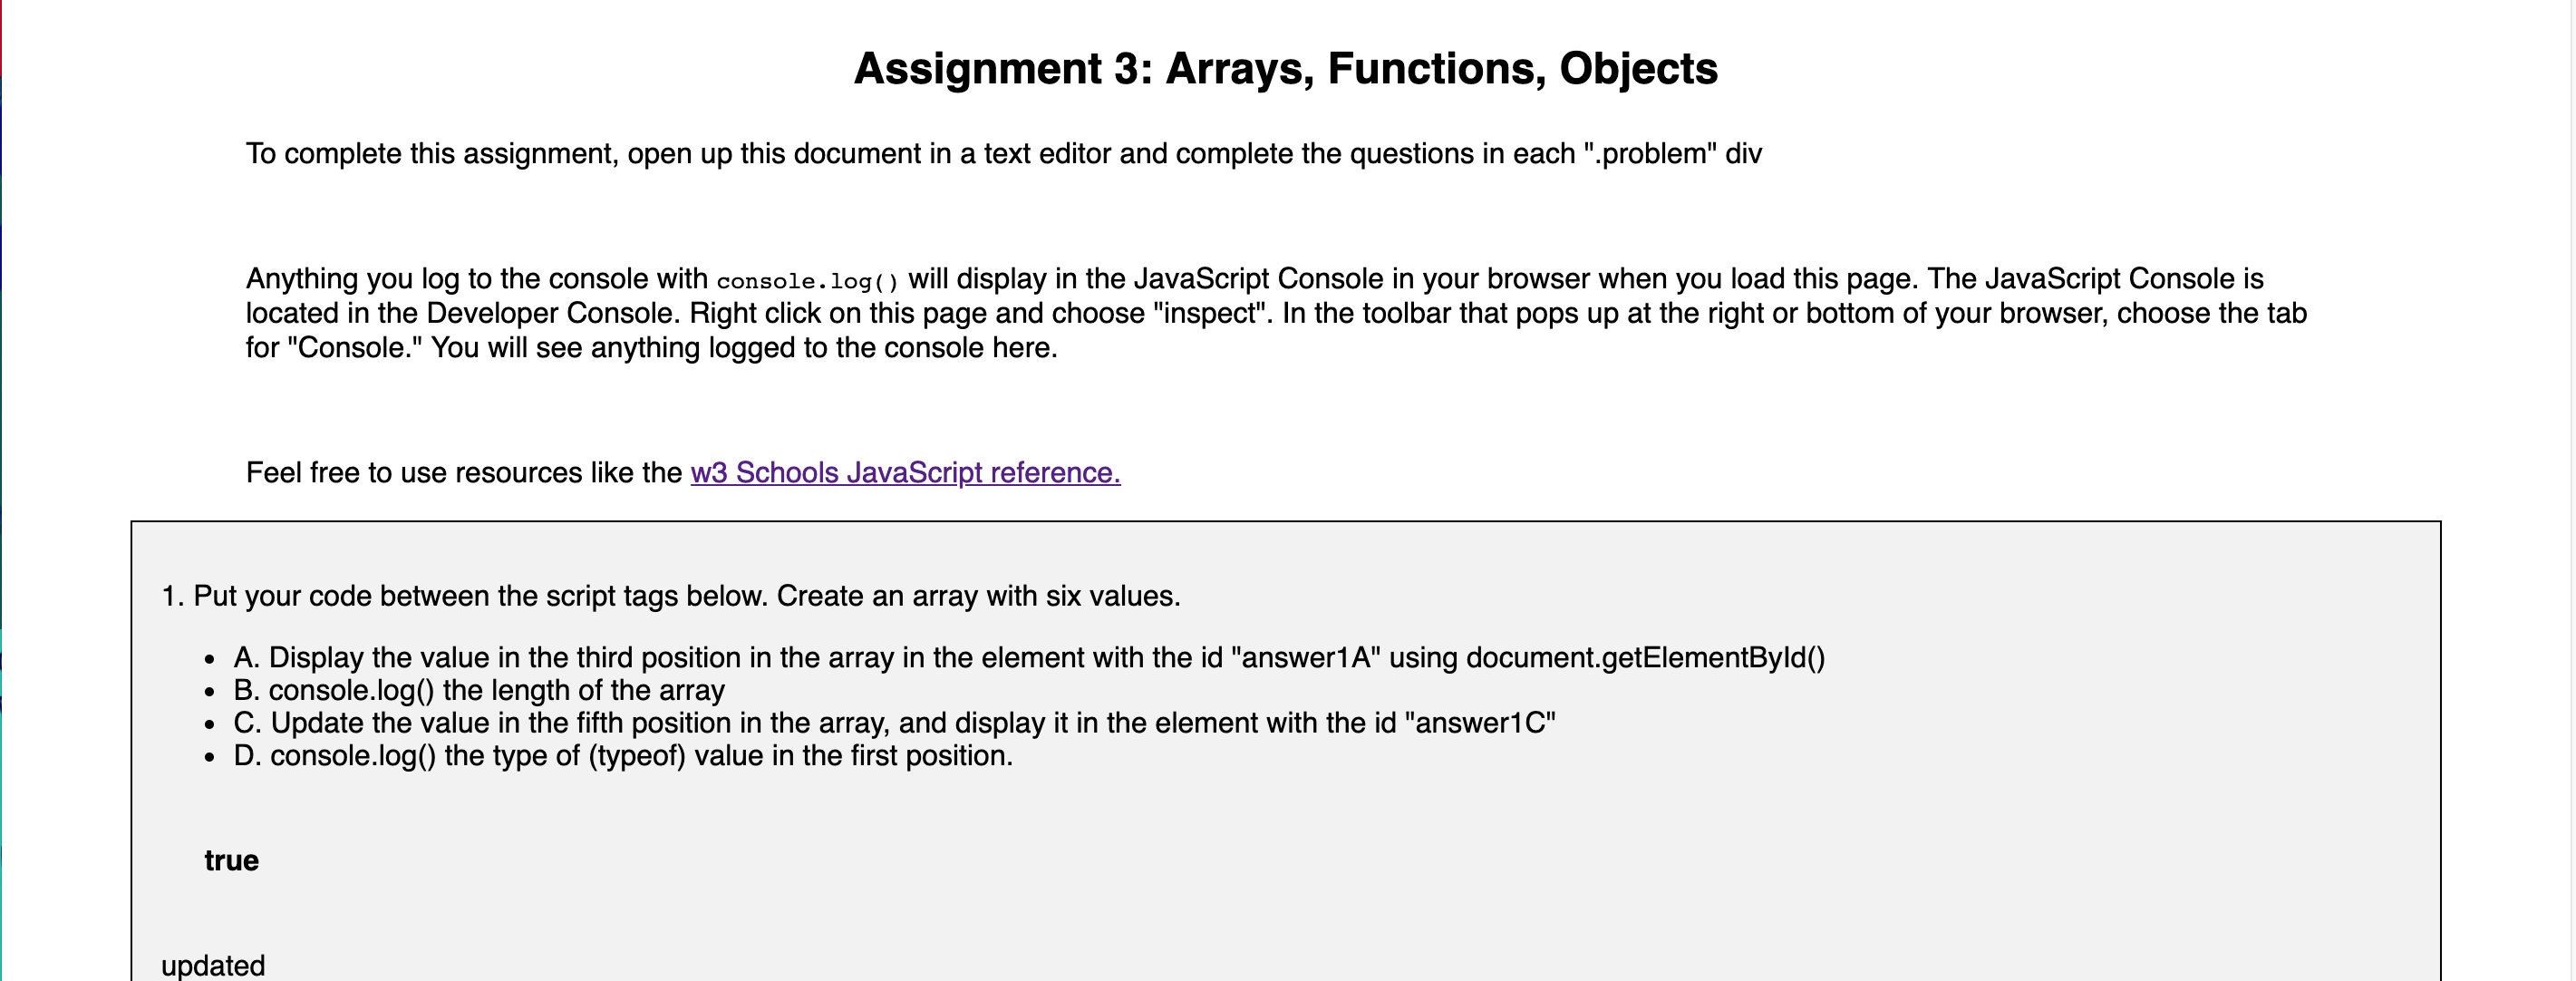 Assignment 3: Arrays, Functions, Objects
To complete this assignment, open up this document in a text editor and complete the questions in each ".problem" div
Anything you log to the console with console.log() will display in the JavaScript Console in your browser when you load this page. The JavaScript Console is
located in the Developer Console. Right click on this page and choose "inspect". In the toolbar that pops up at the right or bottom of your browser, choose the tab
for "Console." You will see anything logged to the console here.
Feel free to use resources like the w3 Schools JavaScript reference.
1. Put your code between the script tags below. Create an array with six values.
• A. Display the value in the third position in the array in the element with the id "answer1A" using document.getElementById()
• B. console.log() the length of the array
• C. Update the value in the fifth position in the array, and display it in the element with the id "answer1C"
• D. console.log() the type of (typeof) value in the first position.
true
updated